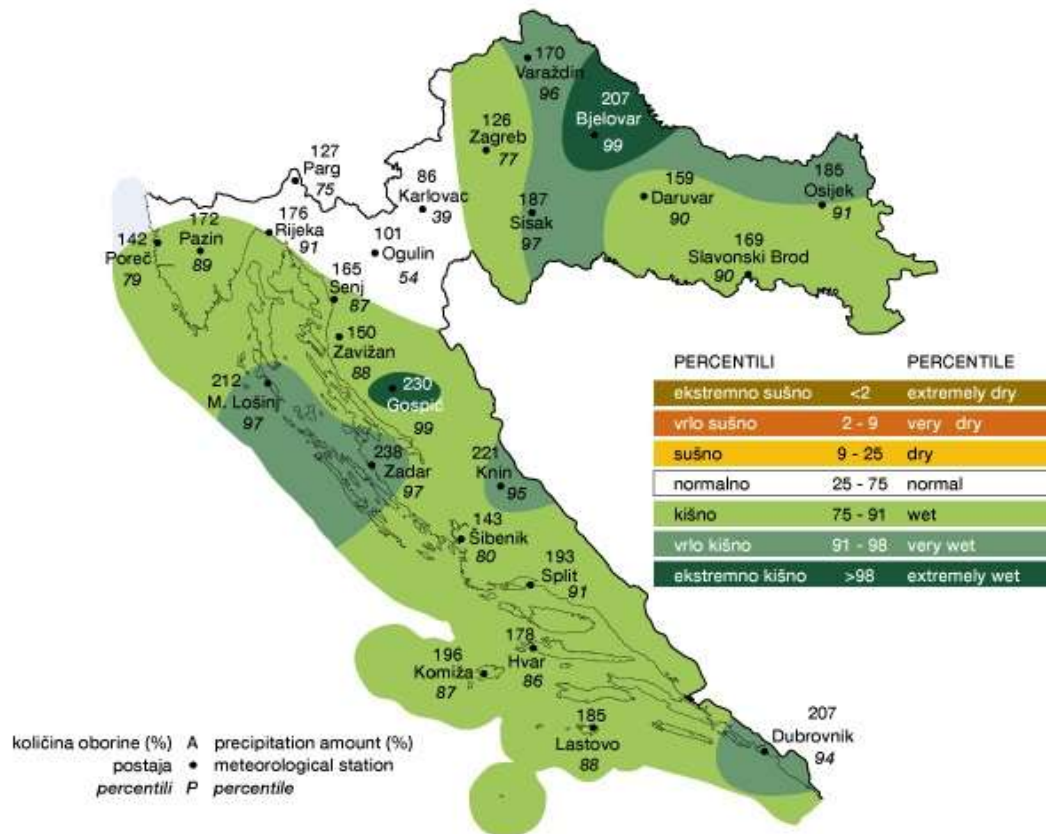 170
Varaždin
96
207
Bjelovar
99
126
Zagreb
77
127
Parg
75
86
Karlovac
39
159
Daruvar
90
185
Osijek
91
187
Sisak
97
172
Pazin
89
176
Rijeka
91
142
Poreč
79
101
Ogulin
54
169
Slavonski Brod
90
165
Senj
87
150
Zavižan
88
212
M. Lošinj
97
230
Gospić
99
238
Zadar
97
221
Knin
95
143
Šibenik
80
193
Split
91
178
Hvar
86
196
Komiža
87
185
Lastovo
88
207
Dubrovnik
94
PERCENTILI PERCENTILE
ekstremno sušno <2 extremely dry
vrlo sušno 2 - 9 very dry
sušno 9 - 25 dry
normalno 25 - 75 normal
kišno 75 - 91 wet
vrlo kišno 91 - 98 very wet
ekstremno kišno >98 extremely wet
količina oborine (%) A precipitation amount (%)
postaja • meteorological station
percentili P percentile